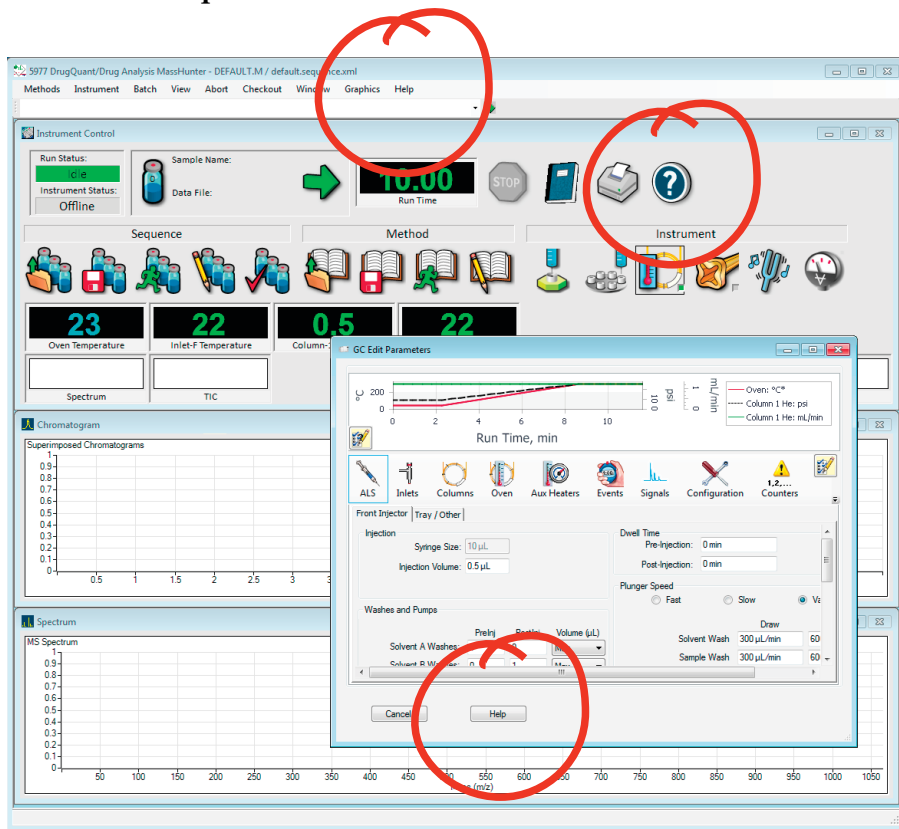 5977 DrugQuant/Drug Analysis MassHunter - DEFAULT.M / default.sequence.xml
Methods Instrument Batch View Abort Checkout Window Graphics Help
Instrument Control
Run Status:
Idle
Instrument Status:
Offline
Sample Name:
Data File:
10.00
Run Time
STOP
?
Sequence Method Instrument
23 22 0.5 22
Oven Temperature Inlet-F Temperature Column-
Spectrum TIC
GC Edit Parameters
°C 200 0
0 2 4 6 8 10
10 0 psi
1 0 mL/min
Run Time, min
Oven: °C*
Column 1 He: psi
Column 1 He: mL/min
ALS Inlets Columns Oven Aux Heaters Events Signals Configuration 1,2,... Counters
Front Injector Tray / Other
Injection
Syringe Size: 10 µL
Injection Volume: 0.5 µL
Dwell Time
Pre-Injection: 0 min
Post-Injection: 0 min
Plunger Speed
Fast Slow
Washes and Pumps
PreInj Volume (µL)
Solvent A Washes:
Solvent B Washes: 0 1
Draw
Solvent Wash 300 µL/min 60
Sample Wash 300 µL/min 60
Cancel Help
Chromatogram
Superimposed Chromatograms
1
0.9
0.8
0.7
0.6
0.5
0.4
0.3
0.2
0.1
0
0.5 1 1.5 2 2.5 3
Spectrum
MS Spectrum
1
0.9
0.8
0.7
0.6
0.5
0.4
0.3
0.2
0.1
0
50 100 150 200 250 300 350 400 450 550 600 650 700 750 800 850 900 950 1000 1050
(m/z)